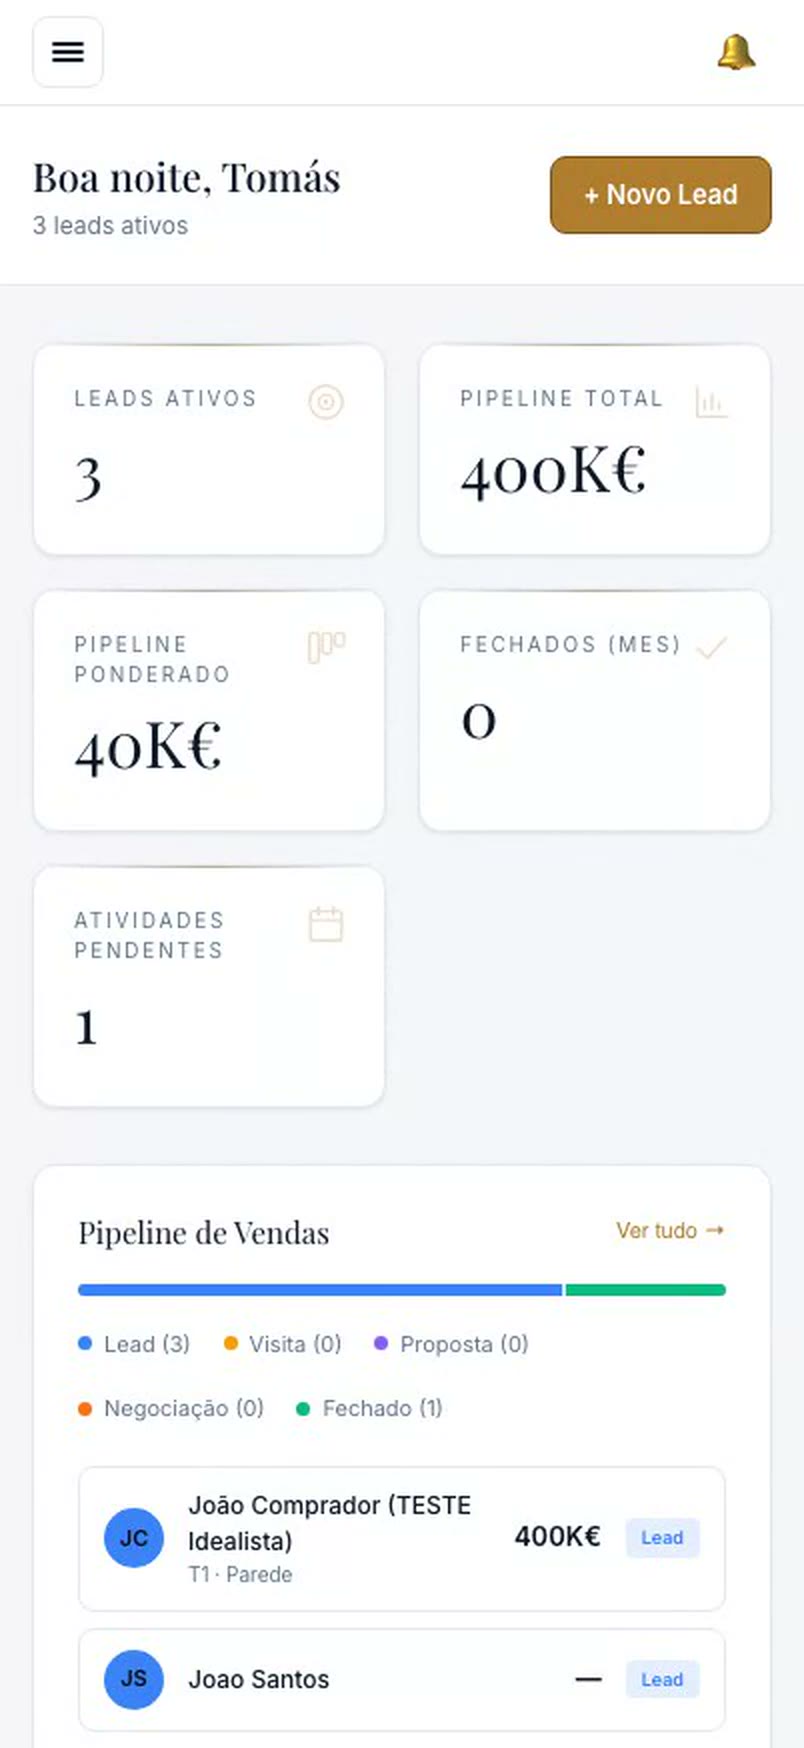 Boa noite, Tomás
3 leads ativos
+ Novo Lead
LEADS ATIVOS
3
PIPELINE TOTAL
400K€
PIPELINE
PONDERADO
40K€
FECHADOS (MES)
0
ATIVIDADES
PENDENTES
1
Pipeline de Vendas
Ver tudo →
Lead (3)
Visita (0)
Proposta (0)
Negociação (0)
Fechado (1)
JC
João Comprador (TESTE
Idealista)
T1 · Parede
400K€
Lead
JS
Joao Santos
—
Lead